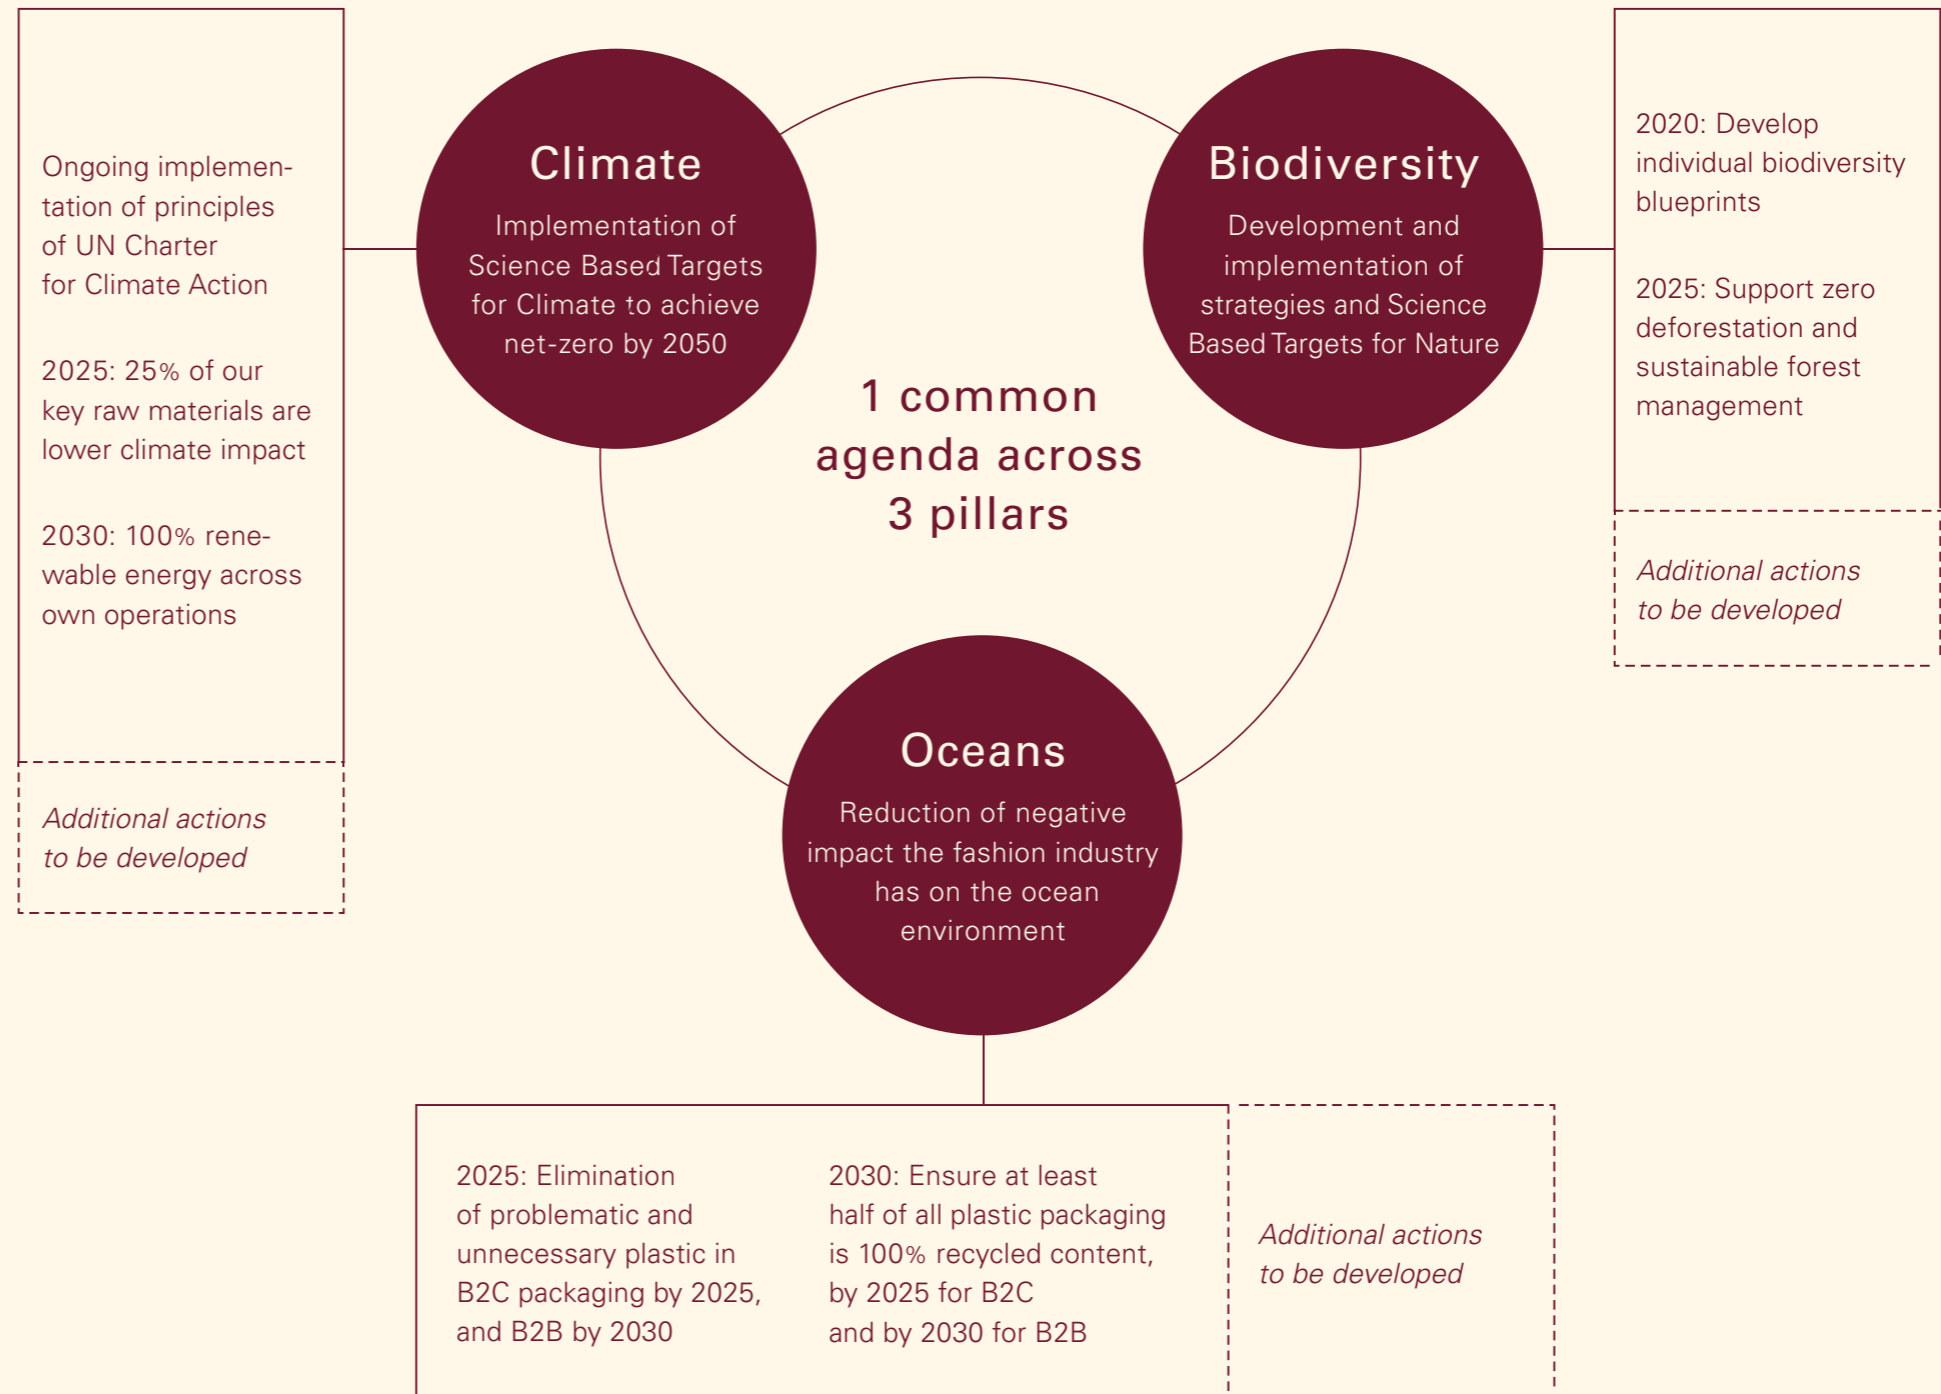 Ongoing implemen-
tation of principles
of UN Charter
for Climate Action
2025: 25% of our
key raw materials are
lower climate impact
2030: 100% rene-
wable energy across
own operations
Additional actions
to be developed
Climate
Implementation of
Science Based Targets
for Climate to achieve
net-zero by 2050
1 common
agenda across
3 pillars
Biodiversity
Development and
implementation of
strategies and Science
Based Targets for Nature
2020: Develop
individual biodiversity
blueprints
2025: Support zero
deforestation and
sustainable forest
management
Additional actions
to be developed
Oceans
Reduction of negative
impact the fashion industry
has on the ocean
environment
2025: Elimination
of problematic and
unnecessary plastic in
B2C packaging by 2025,
and B2B by 2030
2030: Ensure at least
half of all plastic packaging
is 100% recycled content,
by 2025 for B2C
and by 2030 for B2B
Additional actions
to be developed